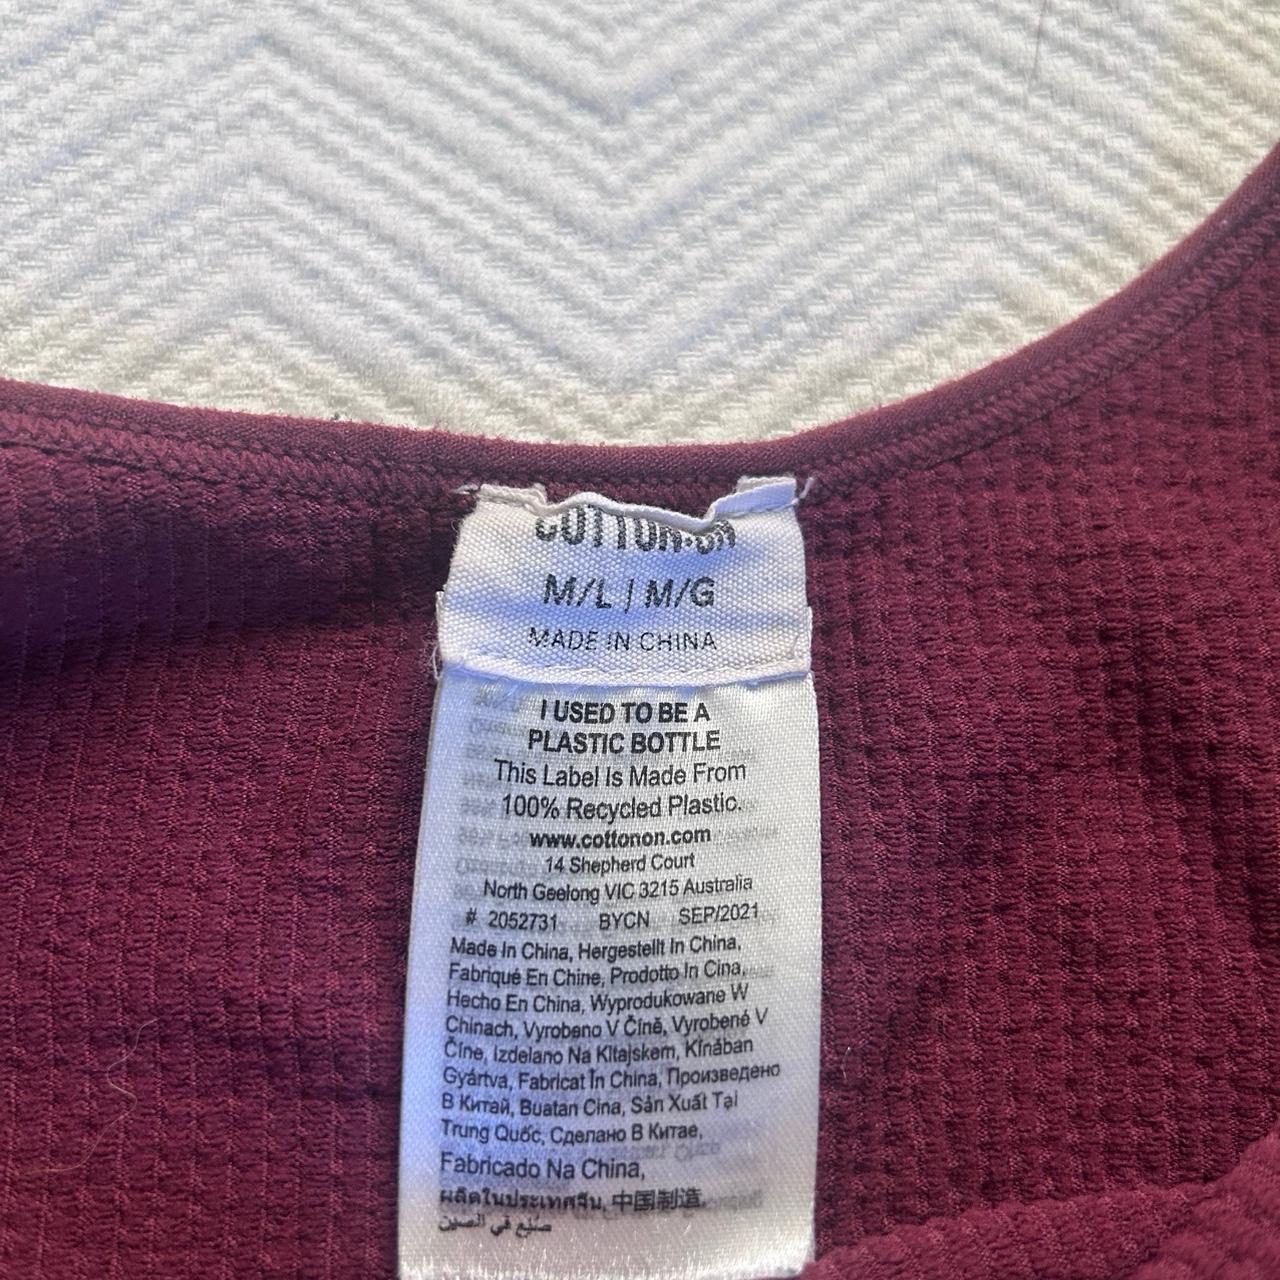 COTTON:ON
M/L | M/G
MADE IN CHINA
I USED TO BE A
PLASTIC BOTTLE
This Label Is Made From
100% Recycled Plastic.
www.cottonon.com
14 Shepherd Court
North Geelong VIC 3215 Australia
# 2052731 BYCN SEP/2021
Made In China, Hergestellt In China,
Fabriqué En Chine, Prodotto In Cina,
Hecho En China, Wyprodukowane W
Chinach, Vyrobeno V Číně, Vyrobené V
Číne, Izdelano Na Kitajskem, Kínában
Gyártva, Fabricat În China, Произведено
В Китай, Buatan Cina, Sản Xuất Tại
Trung Quốc, Сделано В Китае,
Fabricado Na China,
ผลิตในประเทศจีน, 中国制造,
صنع في الصين